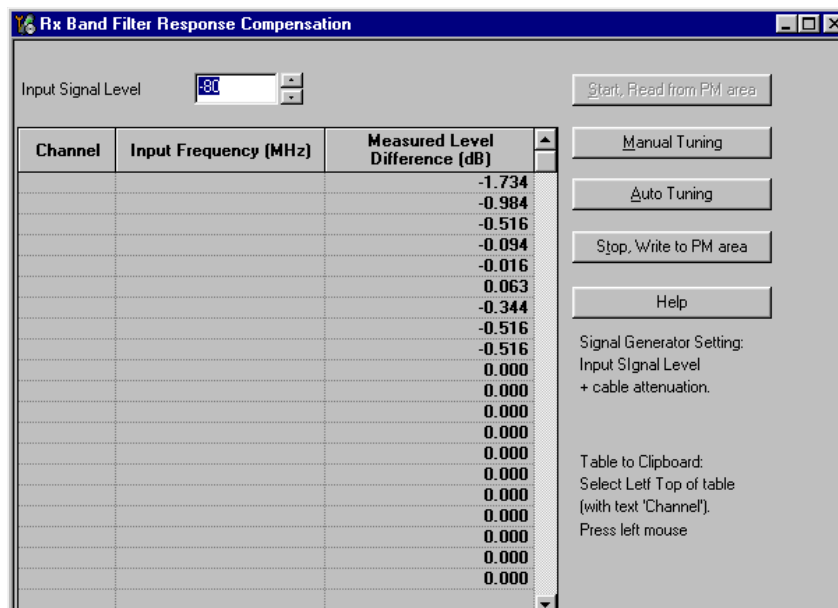 Rx Band Filter Response Compensation
Input Signal Level
-80
Start, Read from PM area
Channel
Input Frequency (MHz)
Measured Level
Difference (dB)
Manual Tuning
-1.734
-0.984
Auto Tuning
-0.516
-0.094
Stop, Write to PM area
-0.016
0.063
Help
-0.344
-0.516
-0.516
0.000
0.000
0.000
0.000
0.000
0.000
0.000
0.000
0.000
0.000
0.000
Signal Generator Setting:
Input SIgnal Level
+ cable attenuation.
Table to Clipboard:
Select Letf Top of table
(with text 'Channel').
Press left mouse